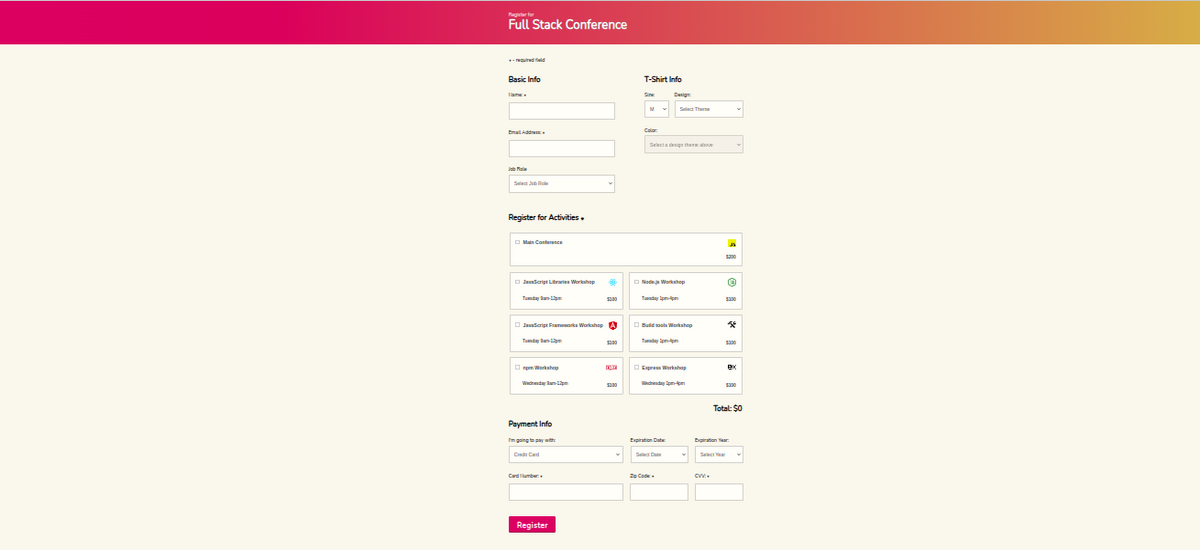 Register for
Full Stack Conference
* - required field
Basic Info
Name: *
Email Address: *
Job Role
Select Job Role
T-Shirt Info
Size:
Design:
M
Select Theme
Color:
Select a design theme above
Register for Activities *
Main Conference
JS
$200
JavaScript Libraries Workshop
Tuesday 9am-12pm
$100
Node.js Workshop
Tuesday 1pm-4pm
$100
JavaScript Frameworks Workshop
Tuesday 9am-12pm
$100
Build tools Workshop
Tuesday 1pm-4pm
$100
npm Workshop
Wednesday 9am-12pm
$100
Express Workshop
Wednesday 1pm-4pm
$100
Total: $0
Payment Info
I'm going to pay with:
Expiration Date:
Expiration Year:
Credit Card
Select Date
Select Year
Card Number: *
Zip Code: *
CVV: *
Register